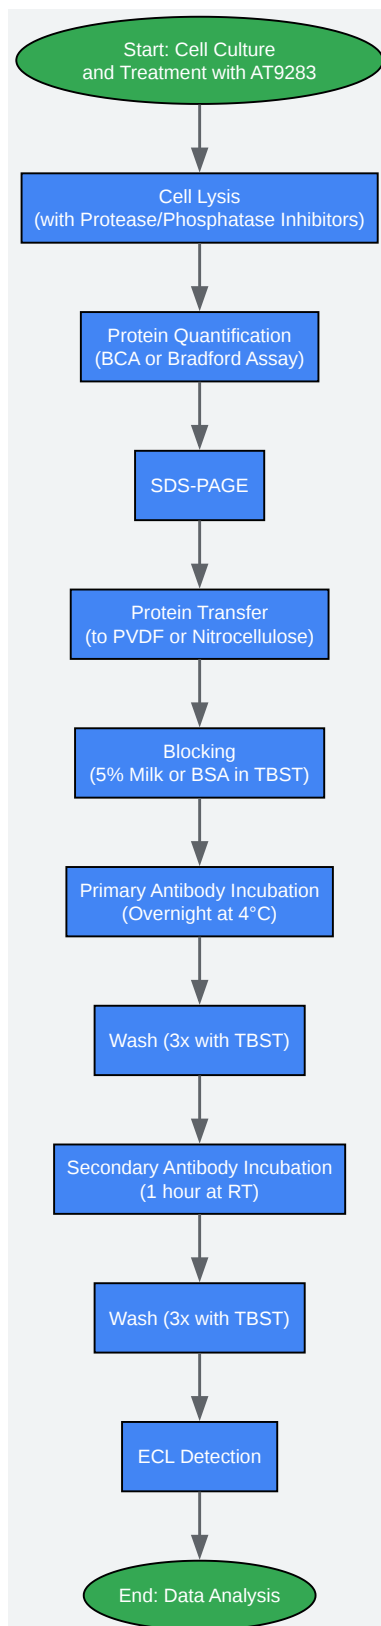 Start: Cell Culture
and Treatment with AT9283
Cell Lysis
(with Protease/Phosphatase Inhibitors)
Protein Quantification
(BCA or Bradford Assay)
SDS-PAGE
Protein Transfer
(to PVDF or Nitrocellulose)
Blocking
(5% Milk or BSA in TBST)
Primary Antibody Incubation
(Overnight at 4°C)
Wash (3x with TBST)
Secondary Antibody Incubation
(1 hour at RT)
Wash (3x with TBST)
ECL Detection
End: Data Analysis